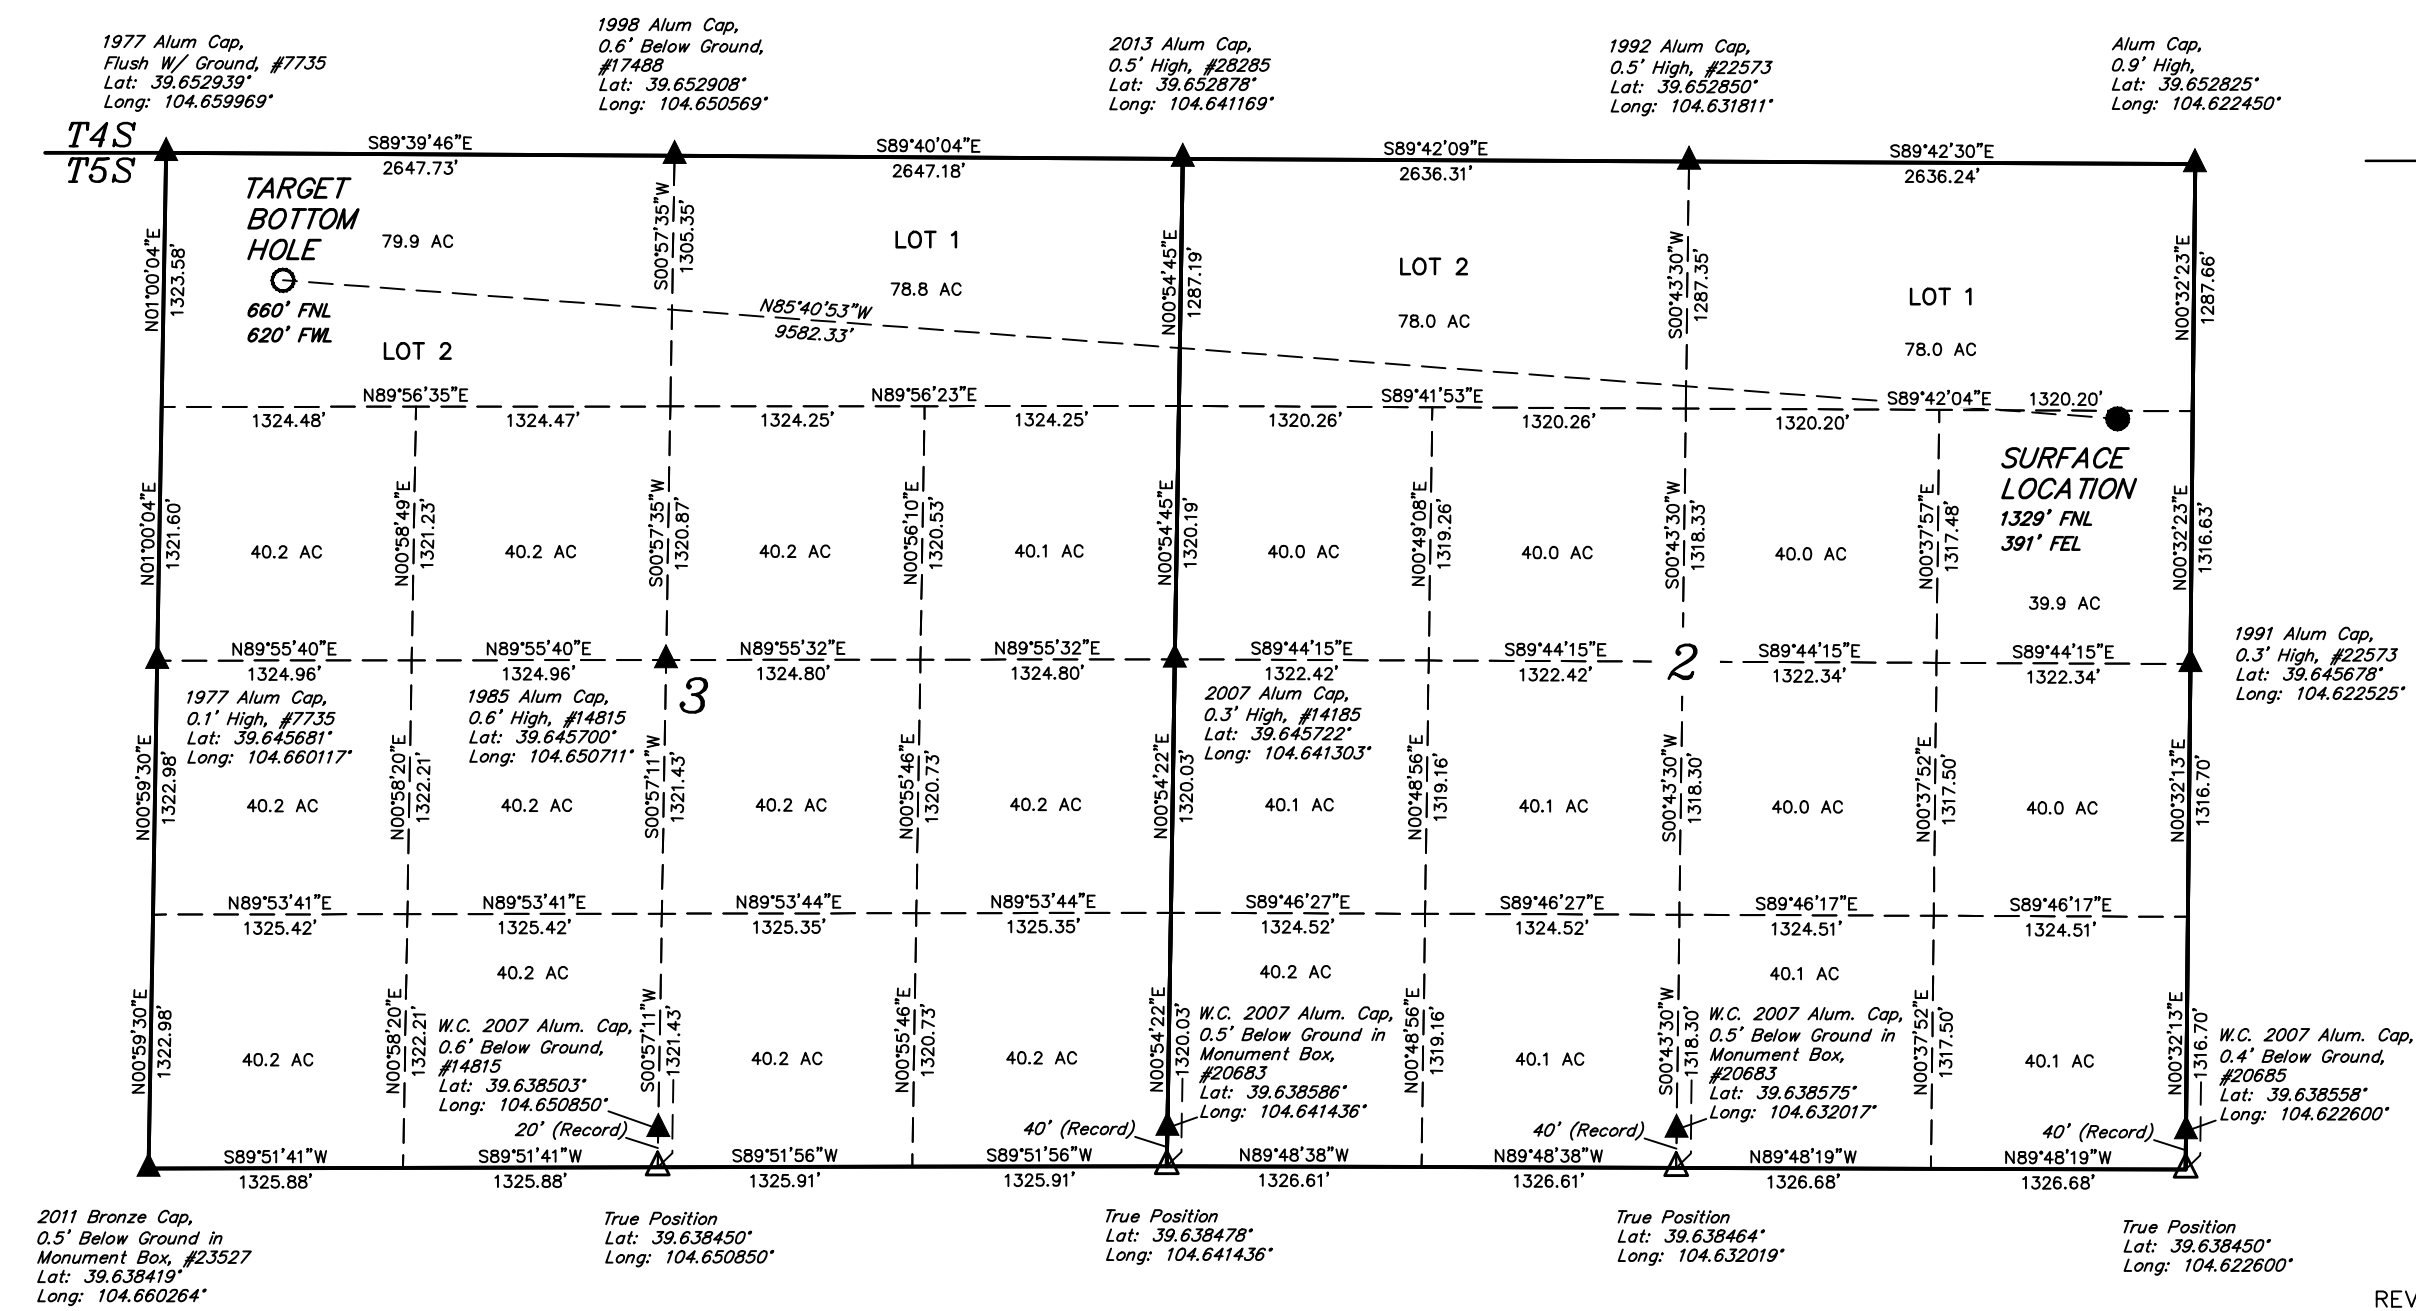 1977 Alum Cap,
Flush W/ Ground, #7735
Lat: 39.652939°
Long: 104.659969°
1998 Alum Cap,
0.6' Below Ground,
#17488
Lat: 39.652908°
Long: 104.650569°
2013 Alum Cap,
0.5' High, #28285
Lat: 39.652878°
Long: 104.641169°
1992 Alum Cap,
0.5' High, #22573
Lat: 39.652850°
Long: 104.631811°
Alum Cap,
0.9' High,
Lat: 39.652825°
Long: 104.622450°
T4S
T5S
S89°39'46"E
2647.73'
S89°40'04"E
2647.18'
S89°42'09"E
2636.31'
S89°42'30"E
2636.24'
TARGET
BOTTOM
HOLE
660' FNL
620' FWL
79.9 AC
LOT 2
LOT 1
78.8 AC
LOT 2
78.0 AC
LOT 1
78.0 AC
N01°00'04"E
1323.58'
S00°57'35"W
1305.35'
N00°54'45"E
1287.19'
S00°43'30"W
1287.35'
N00°32'23"E
1287.66'
N85°40'53"W
9582.33'
N89°56'35"E
1324.48'
1324.47'
N89°56'23"E
1324.25'
1324.25'
S89°41'53"E
1320.26'
1320.26'
S89°42'04"E
1320.20'
1320.20'
SURFACE
LOCATION
1329' FNL
391' FEL
N01°00'04"E
1321.60'
N00°58'49"E
1321.23'
S00°57'35"W
1320.87'
N00°56'10"E
1320.53'
N00°54'45"E
1320.19'
N00°49'08"E
1319.26'
S00°43'30"W
1318.33'
N00°37'57"E
1317.48'
N00°32'23"E
1316.63'
40.2 AC
40.2 AC
40.2 AC
40.1 AC
40.0 AC
40.0 AC
40.0 AC
39.9 AC
N89°55'40"E
1324.96'
N89°55'40"E
1324.96'
N89°55'32"E
1324.80'
N89°55'32"E
1324.80'
S89°44'15"E
1322.42'
S89°44'15"E
1322.42'
S89°44'15"E
1322.34'
S89°44'15"E
1322.34'
3
2
1977 Alum Cap,
0.1' High, #7735
Lat: 39.645681°
Long: 104.660117°
1985 Alum Cap,
0.6' High, #14815
Lat: 39.645700°
Long: 104.650711°
2007 Alum Cap,
0.3' High, #14185
Lat: 39.645722°
Long: 104.641303°
1991 Alum Cap,
0.3' High, #22573
Lat: 39.645678°
Long: 104.622525°
N00°59'30"E
1322.98'
N00°58'20"E
1322.21'
S00°57'11"W
1321.43'
N00°55'46"E
1320.73'
N00°54'22"E
1320.03'
N00°48'56"E
1319.16'
S00°43'30"W
1318.30'
N00°37'52"E
1317.50'
N00°32'13"E
1316.70'
40.2 AC
40.2 AC
40.2 AC
40.2 AC
40.1 AC
40.1 AC
40.0 AC
40.0 AC
N89°53'41"E
1325.42'
N89°53'41"E
1325.42'
N89°53'44"E
1325.35'
N89°53'44"E
1325.35'
S89°46'27"E
1324.52'
S89°46'27"E
1324.52'
S89°46'17"E
1324.51'
S89°46'17"E
1324.51'
N00°59'30"E
1322.98'
N00°58'20"E
1322.21'
S00°57'11"W
1321.43'
N00°55'46"E
1320.73'
N00°54'22"E
1320.03'
N00°48'56"E
1319.16'
S00°43'30"W
1318.30'
N00°37'52"E
1317.50'
N00°32'13"E
1316.70'
40.2 AC
40.2 AC
40.2 AC
40.2 AC
40.2 AC
40.1 AC
40.1 AC
40.1 AC
W.C. 2007 Alum. Cap,
0.6' Below Ground,
#14815
Lat: 39.638503°
Long: 104.650850°
20' (Record)
W.C. 2007 Alum. Cap,
0.5' Below Ground in
Monument Box,
#20683
Lat: 39.638586°
Long: 104.641436°
40' (Record)
W.C. 2007 Alum. Cap,
0.5' Below Ground in
Monument Box,
#20683
Lat: 39.638575°
Long: 104.632017°
40' (Record)
W.C. 2007 Alum. Cap,
0.4' Below Ground,
#20685
Lat: 39.638558°
Long: 104.622600°
40' (Record)
S89°51'41"W
1325.88'
S89°51'41"W
1325.88'
S89°51'56"W
1325.91'
S89°51'56"W
1325.91'
N89°48'38"W
1326.61'
N89°48'38"W
1326.61'
N89°48'19"W
1326.68'
N89°48'19"W
1326.68'
2011 Bronze Cap,
0.5' Below Ground in
Monument Box, #23527
Lat: 39.638419°
Long: 104.660264°
True Position
Lat: 39.638450°
Long: 104.650850°
True Position
Lat: 39.638478°
Long: 104.641436°
True Position
Lat: 39.638464°
Long: 104.632019°
True Position
Lat: 39.638450°
Long: 104.622600°
REV